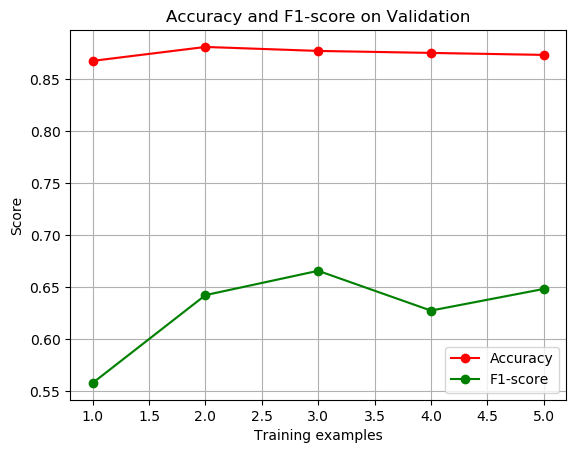 Accuracy and F1-score on Validation
Score
0.85
0.80
0.75
0.70
0.65
0.60
0.55
1.0 1.5 2.0 2.5 3.0 3.5 4.0 4.5 5.0
Training examples
Accuracy
F1-score